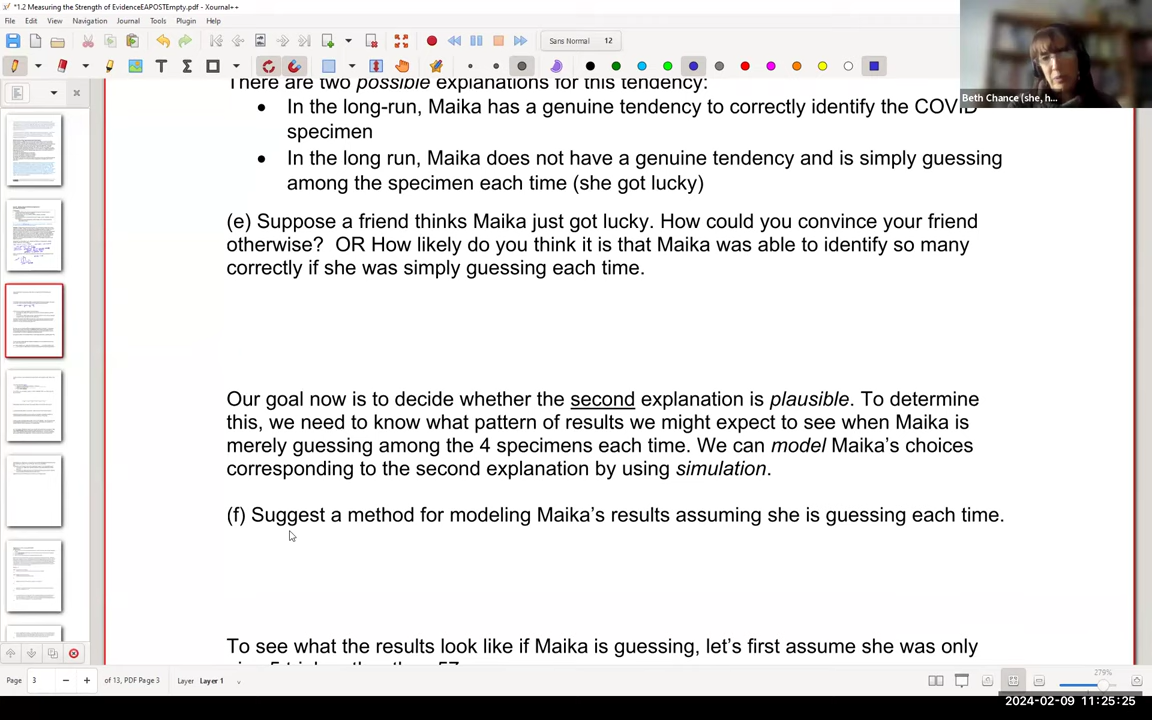 *1.2 Measuring the Strength of EvidenceEAPOSTEmpty.pdf - Xournal++
File Edit View Navigation Journal Tools Plugin Help
Sans Normal 12
There are two possible explanations for this tendency:
• In the long-run, Maika has a genuine tendency to correctly identify the COVID
specimen
• In the long run, Maika does not have a genuine tendency and is simply guessing
among the specimen each time (she got lucky)
(e) Suppose a friend thinks Maika just got lucky. How could you convince your friend
otherwise? OR How likely do you think it is that Maika was able to identify so many
correctly if she was simply guessing each time.
Our goal now is to decide whether the second explanation is plausible. To determine
this, we need to know what pattern of results we might expect to see when Maika is
merely guessing among the 4 specimens each time. We can model Maika's choices
corresponding to the second explanation by using simulation.
(f) Suggest a method for modeling Maika's results assuming she is guessing each time.
To see what the results look like if Maika is guessing, let's first assume she was only
Beth Chance (she, h...
Page 3 of 13, PDF Page 3 Layer Layer 1
279%
2024-02-09 11:25:25